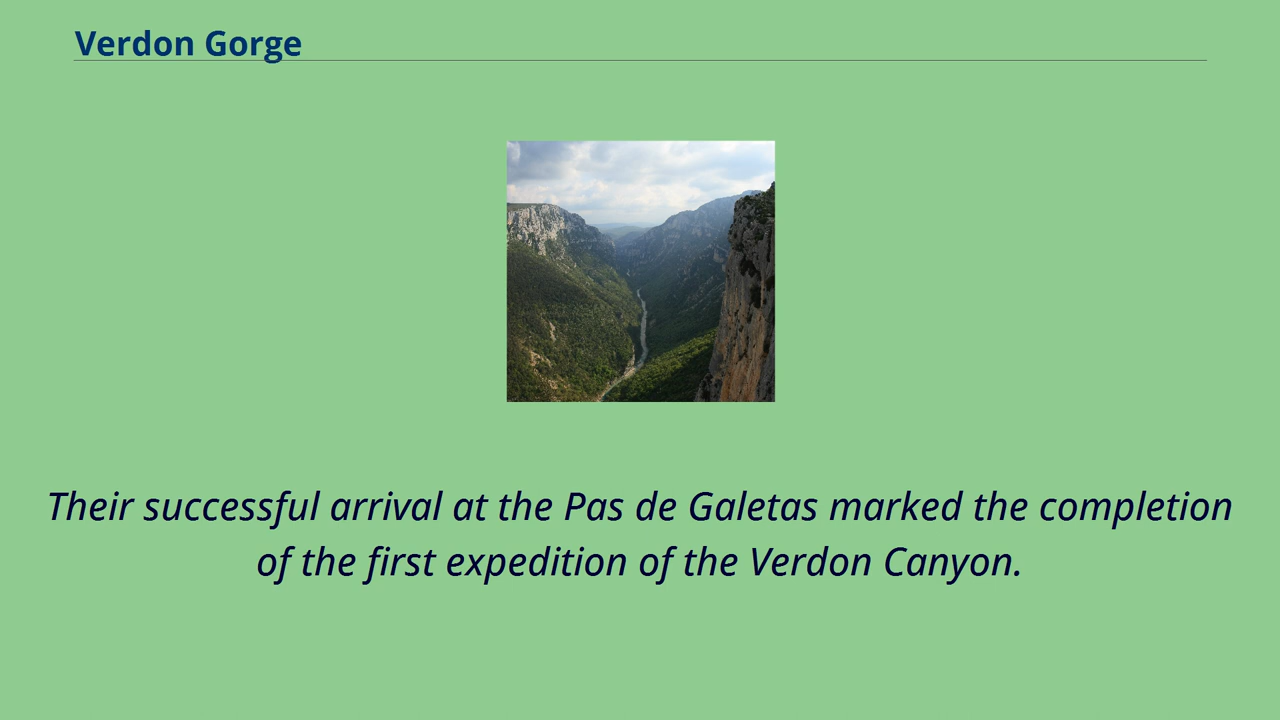 Verdon Gorge
Their successful arrival at the Pas de Galetas marked the completion
of the first expedition of the Verdon Canyon.